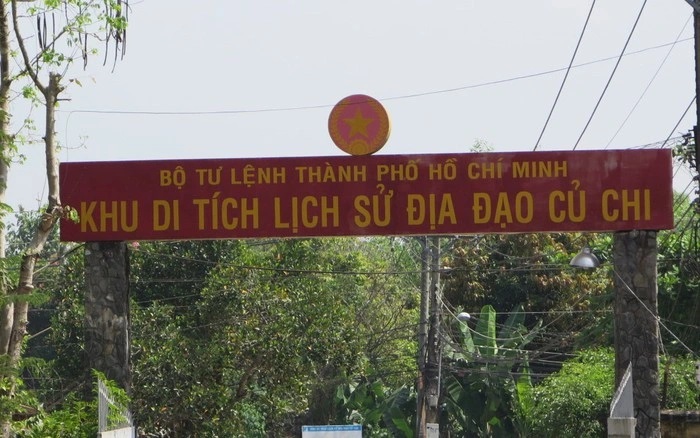 BỘ TƯ LỆNH THÀNH PHỐ HỒ CHÍ MINH
KHU DI TÍCH LỊCH SỬ ĐỊA ĐẠO CỦ CHI